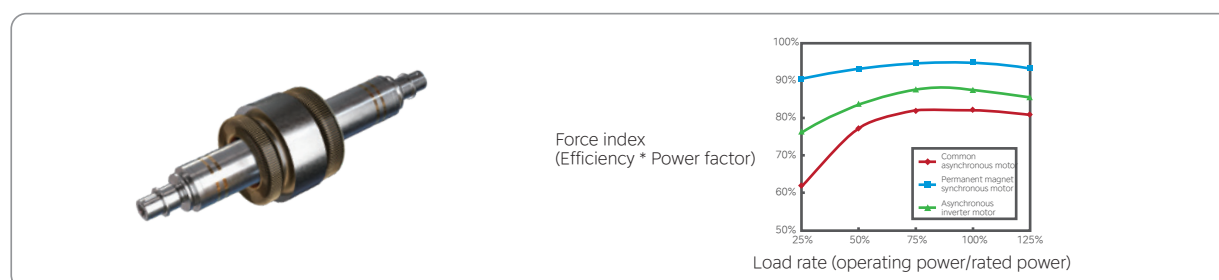 Force index
(Efficiency * Power factor)
100%
90%
80%
70%
60%
50%
25%
50%
75%
100%
125%
Common
asynchronous moto
Permanent magnet
synchronous motor
Asynchronous
inverter motor
Load rate (operating power/rated power)